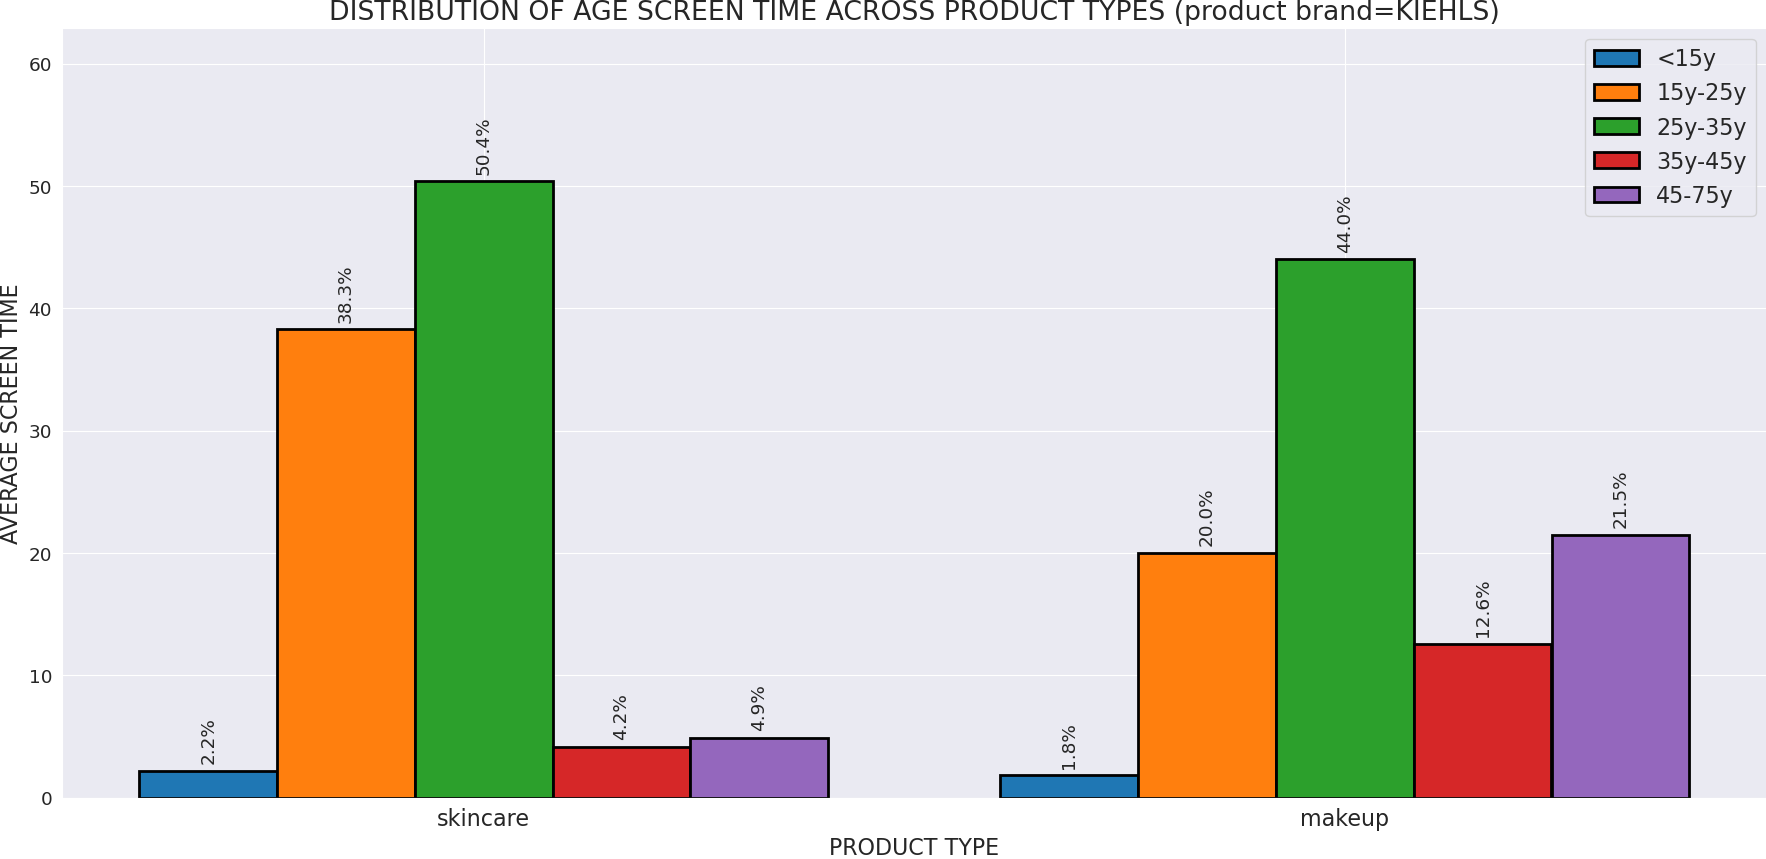 DISTRIBUTION OF AGE SCREEN TIME ACROSS PRODUCT TYPES (product brand=KIEHLS)
AVERAGE SCREEN TIME
60
50
40
30
20
10
0
2.2%
38.3%
50.4%
4.2%
4.9%
1.8%
20.0%
44.0%
12.6%
21.5%
<15y
15y-25y
25y-35y
35y-45y
45-75y
skincare
makeup
PRODUCT TYPE